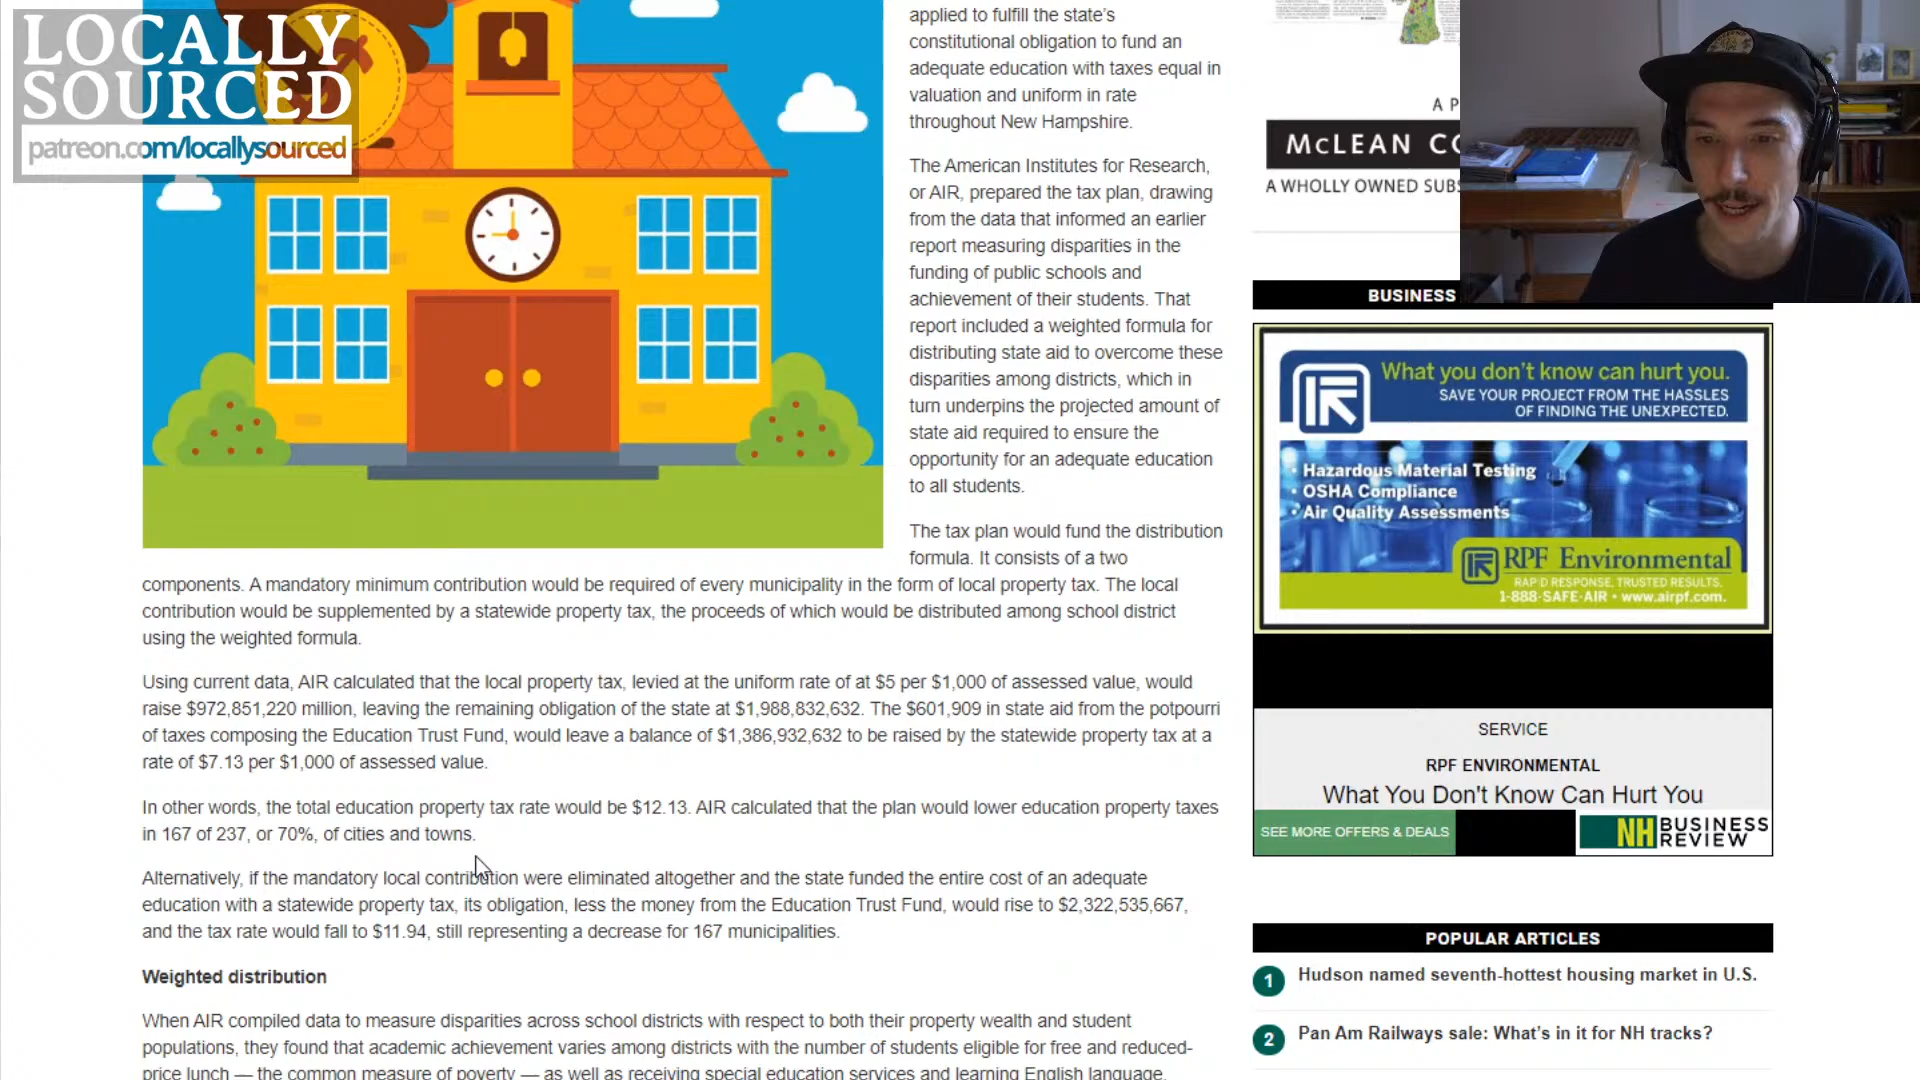 LOCALLY
SOURCED
patreon.com/locallysourced
applied to fulfill the state’s
constitutional obligation to fund an
adequate education with taxes equal in
valuation and uniform in rate
throughout New Hampshire.
The American Institutes for Research,
or AIR, prepared the tax plan, drawing
from the data that informed an earlier
report measuring disparities in the
funding of public schools and
achievement of their students. That
report included a weighted formula for
distributing state aid to overcome these
disparities among districts, which in
turn underpins the projected amount of
state aid required to ensure the
opportunity for an adequate education
to all students.
The tax plan would fund the distribution
formula. It consists of a two
components. A mandatory minimum contribution would be required of every municipality in the form of local property tax. The local
contribution would be supplemented by a statewide property tax, the proceeds of which would be distributed among school district
using the weighted formula.
Using current data, AIR calculated that the local property tax, levied at the uniform rate of at $5 per $1,000 of assessed value, would
raise $972,851,220 million, leaving the remaining obligation of the state at $1,988,832,632. The $601,909 in state aid from the potpourri
of taxes composing the Education Trust Fund, would leave a balance of $1,386,932,632 to be raised by the statewide property tax at a
rate of $7.13 per $1,000 of assessed value.
In other words, the total education property tax rate would be $12.13. AIR calculated that the plan would lower education property taxes
in 167 of 237, or 70%, of cities and towns.
Alternatively, if the mandatory local contribution were eliminated altogether and the state funded the entire cost of an adequate
education with a statewide property tax, its obligation, less the money from the Education Trust Fund, would rise to $2,322,535,667,
and the tax rate would fall to $11.94, still representing a decrease for 167 municipalities.
Weighted distribution
When AIR compiled data to measure disparities across school districts with respect to both their property wealth and student
populations, they found that academic achievement varies among districts with the number of students eligible for free and reduced-
price lunch — the common measure of poverty — as well as receiving special education services and learning English language.
A P
McLEAN CO
A WHOLLY OWNED SUBS
BUSINESS
What you don’t know can hurt you.
SAVE YOUR PROJECT FROM THE HASSLES
OF FINDING THE UNEXPECTED.
• Hazardous Material Testing
• OSHA Compliance
• Air Quality Assessments
RPF Environmental
RAPID RESPONSE, TRUSTED RESULTS.
1-888-SAFE-AIR • www.airpf.com.
SERVICE
RPF ENVIRONMENTAL
What You Don't Know Can Hurt You
SEE MORE OFFERS & DEALS
NH BUSINESS
REVIEW
POPULAR ARTICLES
1 Hudson named seventh-hottest housing market in U.S.
2 Pan Am Railways sale: What’s in it for NH tracks?